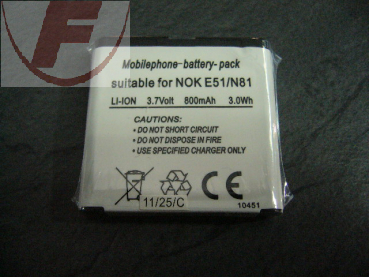 F
Mobilephone-battery-pack
suitable for NOK E51/N81
LI-ION 3.7Volt 800mAh 3.0Wh
CAUTIONS:
- DO NOT SHORT CIRCUIT
- DO NOT DISPOSE OF IN FIRE
- USE SPECIFIED CHARGER ONLY
11/25/C
10451